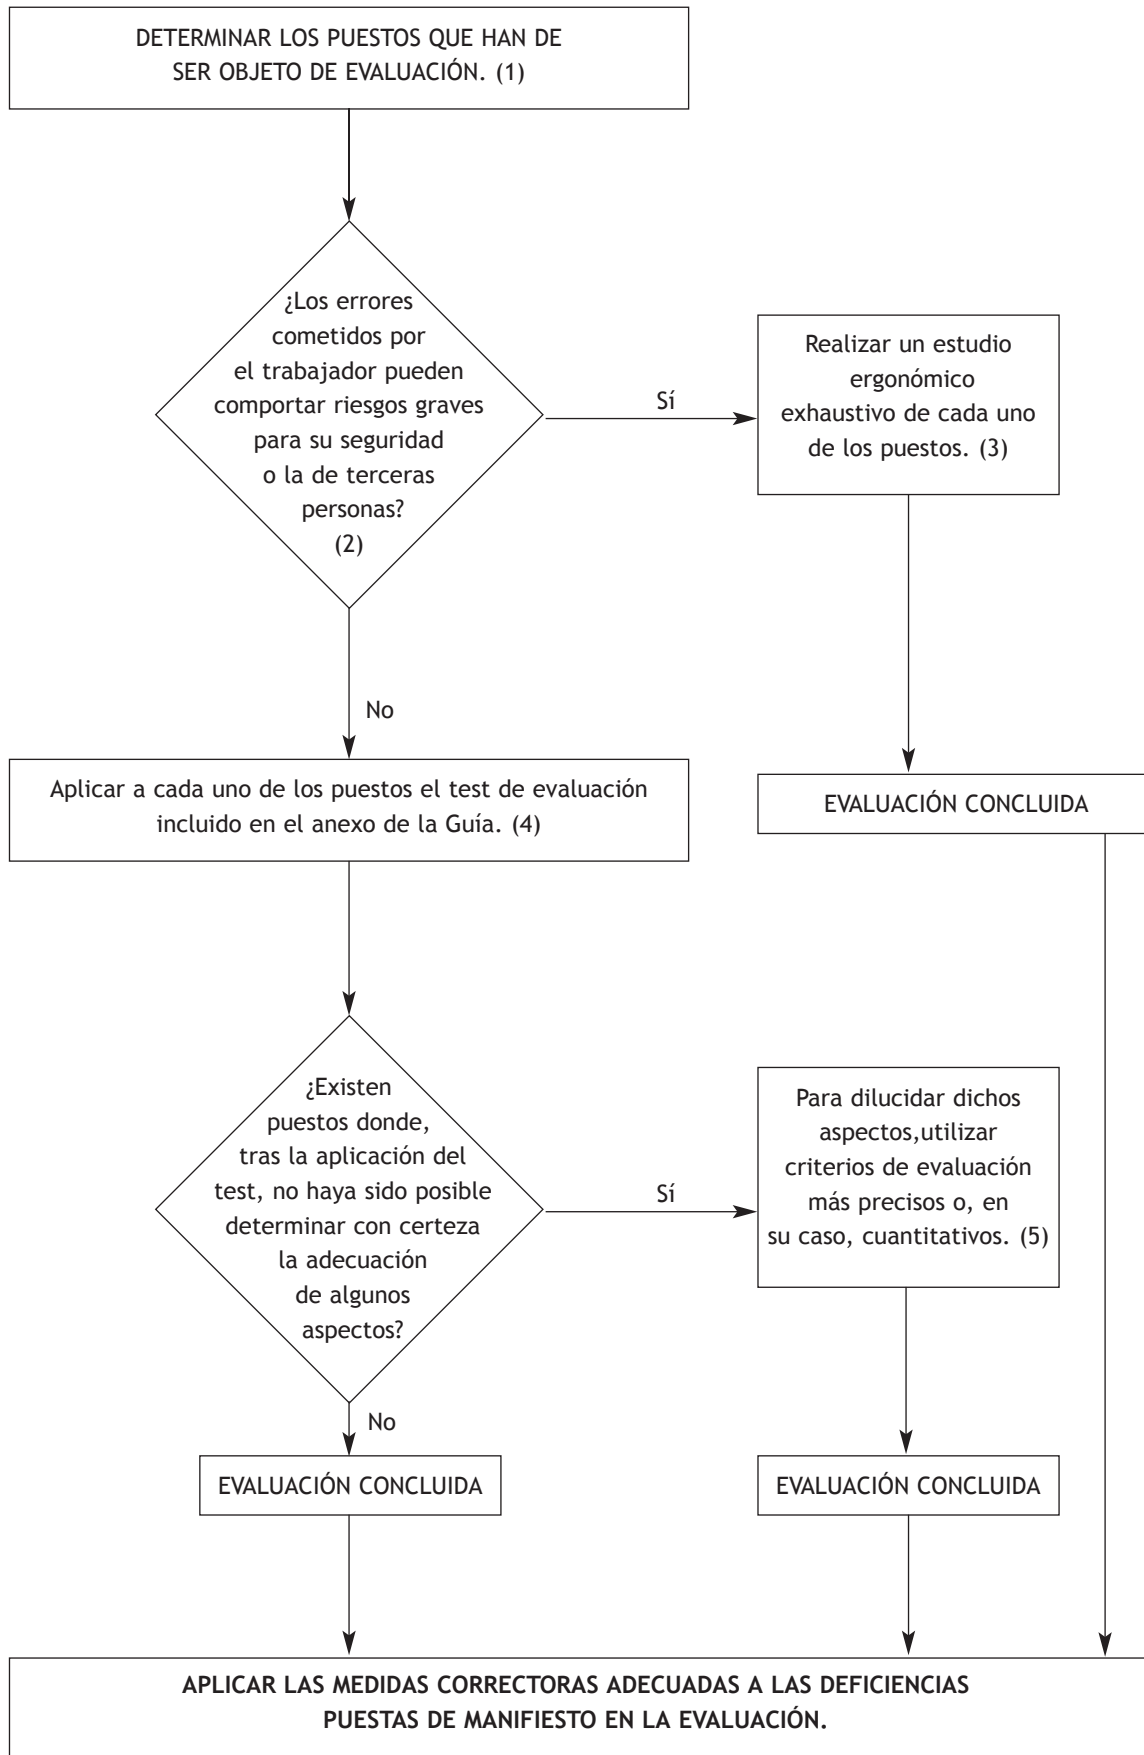 DETERMINAR LOS PUESTOS QUE HAN DE
SER OBJETO DE EVALUACIÓN. (1)
¿Los errores
cometidos por
el trabajador pueden
comportar riesgos graves
para su seguridad
o la de terceras
personas?
(2)
Sí
Realizar un estudio
ergonómico
exhaustivo de cada uno
de los puestos. (3)
No
Aplicar a cada uno de los puestos el test de evaluación
incluido en el anexo de la Guía. (4)
EVALUACIÓN CONCLUIDA
¿Existen
puestos donde,
tras la aplicación del
test, no haya sido posible
determinar con certeza
la adecuación
de algunos
aspectos?
Sí
Para dilucidar dichos
aspectos,utilizar
criterios de evaluación
más precisos o, en
su caso, cuantitativos. (5)
No
EVALUACIÓN CONCLUIDA
EVALUACIÓN CONCLUIDA
APLICAR LAS MEDIDAS CORRECTORAS ADECUADAS A LAS DEFICIENCIAS
PUESTAS DE MANIFIESTO EN LA EVALUACIÓN.